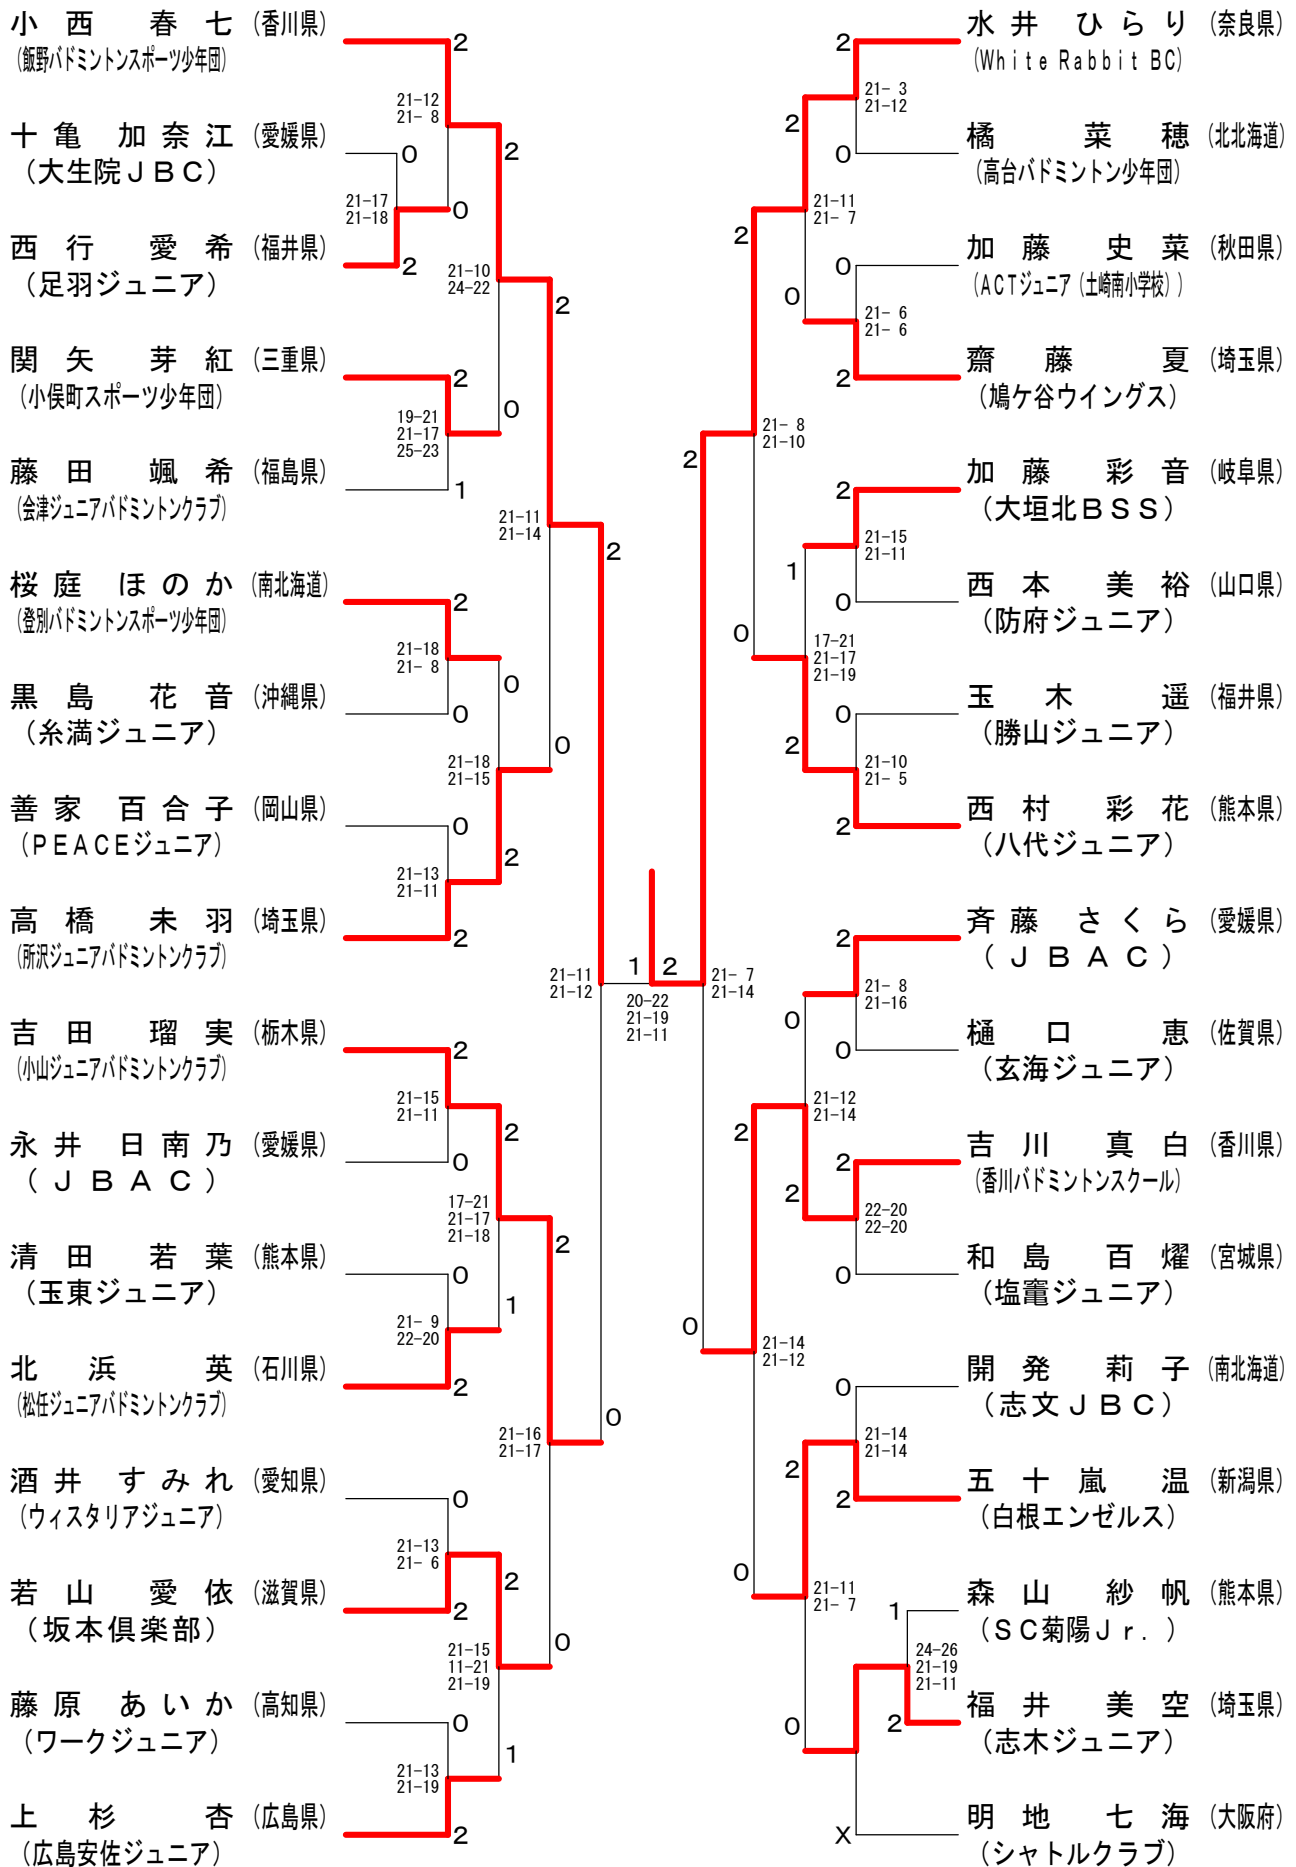 小西 春七 (香川県)
(飯野バドミントンスポーツ少年団)
2
21-12
21- 8
十亀 加奈江 (愛媛県)
(大生院ＪＢＣ)
0
2
21-17
21-18
0
西行 愛希 (福井県)
(足羽ジュニア)
2
21-10
24-22
2
関矢 芽紅 (三重県)
(小俣町スポーツ少年団)
2
0
19-21
21-17
25-23
藤田 颯希 (福島県)
(会津ジュニアバドミントンクラブ)
1
21-11
21-14
2
桜庭 ほのか (南北海道)
(登別バドミントンスポーツ少年団)
2
21-18
21- 8
0
黒島 花音 (沖縄県)
(糸満ジュニア)
0
21-18
21-15
0
善家 百合子 (岡山県)
(ＰＥＡＣＥジュニア)
0
2
21-13
21-11
高橋 未羽 (埼玉県)
(所沢ジュニアバドミントンクラブ)
2
21-11
21-12
1 2
20-22
21-19
21-11
吉田 瑠実 (栃木県)
(小山ジュニアバドミントンクラブ)
2
21-15
21-11
2
永井 日南乃 (愛媛県)
(ＪＢＡＣ)
0
17-21
21-17
21-18
2
清田 若葉 (熊本県)
(玉東ジュニア)
0
1
21- 9
22-20
北浜 英 (石川県)
(松任ジュニアバドミントンクラブ)
2
21-16
21-17
0
酒井 すみれ (愛知県)
(ウィスタリアジュニア)
0
21-13
21- 6
2
若山 愛依 (滋賀県)
(坂本倶楽部)
2
21-15
11-21
21-19
0
藤原 あいか (高知県)
(ワークジュニア)
0
1
21-13
21-19
上杉 杏 (広島県)
(広島安佐ジュニア)
2
水井 ひらり (奈良県)
(White Rabbit BC)
2
21- 3
21-12
2
橘 菜穂 (北北海道)
(高台バドミントン少年団)
0
21-11
21- 7
2
加藤 史菜 (秋田県)
(ACTジュニア(土崎南小学校))
0
0
21- 6
21- 6
齋藤 夏 (埼玉県)
(鳩ケ谷ウイングス)
2
21- 8
21-10
2
加藤 彩音 (岐阜県)
(大垣北ＢＳＳ)
2
21-15
21-11
1
西本 美裕 (山口県)
(防府ジュニア)
0
0
17-21
21-17
21-19
玉木 遥 (福井県)
(勝山ジュニア)
0
2
21-10
21- 5
西村 彩花 (熊本県)
(八代ジュニア)
2
21- 7
21-14
斉藤 さくら (愛媛県)
(ＪＢＡＣ)
2
21- 8
21-16
0
樋口 恵 (佐賀県)
(玄海ジュニア)
0
21-12
21-14
2
吉川 真白 (香川県)
(香川バドミントンスクール)
2
2
22-20
22-20
和島 百燿 (宮城県)
(塩竈ジュニア)
0
0
21-14
21-12
開発 莉子 (南北海道)
(志文ＪＢＣ)
0
21-14
21-14
2
五十嵐 温 (新潟県)
(白根エンゼルス)
2
0
21-11
21- 7
森山 紗帆 (熊本県)
(ＳＣ菊陽Ｊｒ．)
1
24-26
21-19
21-11
福井 美空 (埼玉県)
(志木ジュニア)
2
0
明地 七海 (大阪府)
(シャトルクラブ)
X